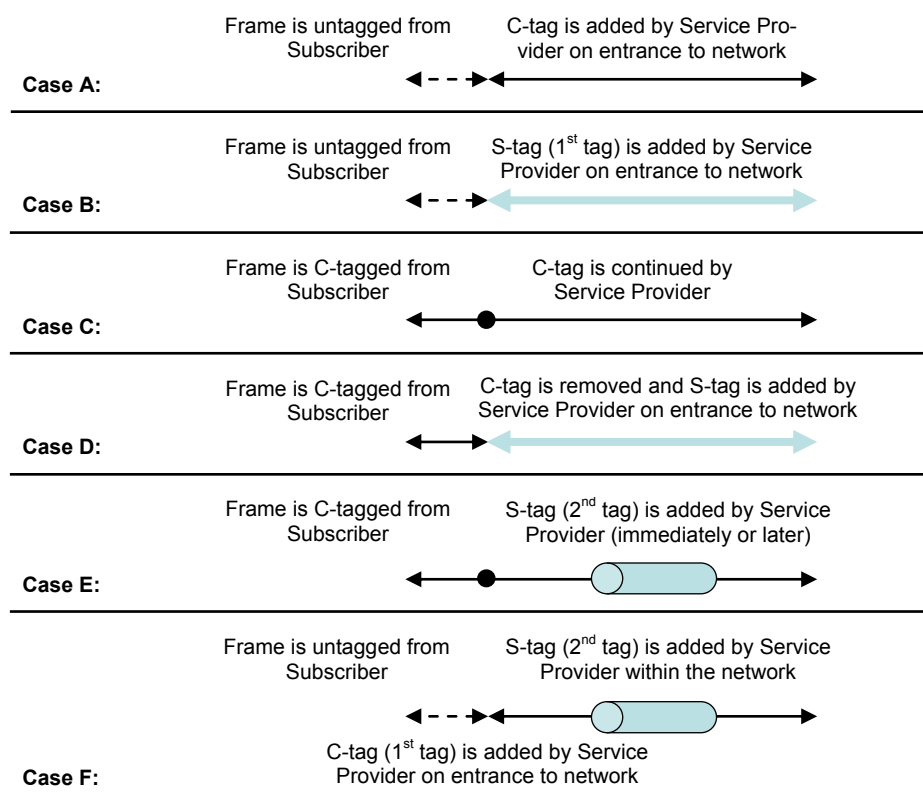 Frame is untagged from
Subscriber
C-tag is added by Service Pro-
vider on entrance to network
Case A:
Frame is untagged from
Subscriber
S-tag (1st tag) is added by Service
Provider on entrance to network
Case B:
Frame is C-tagged from
Subscriber
C-tag is continued by
Service Provider
Case C:
Frame is C-tagged from
Subscriber
C-tag is removed and S-tag is added by
Service Provider on entrance to network
Case D:
Frame is C-tagged from
Subscriber
S-tag (2nd tag) is added by Service
Provider (immediately or later)
Case E:
Frame is untagged from
Subscriber
S-tag (2nd tag) is added by Service
Provider within the network
C-tag (1st tag) is added by Service
Provider on entrance to network
Case F: